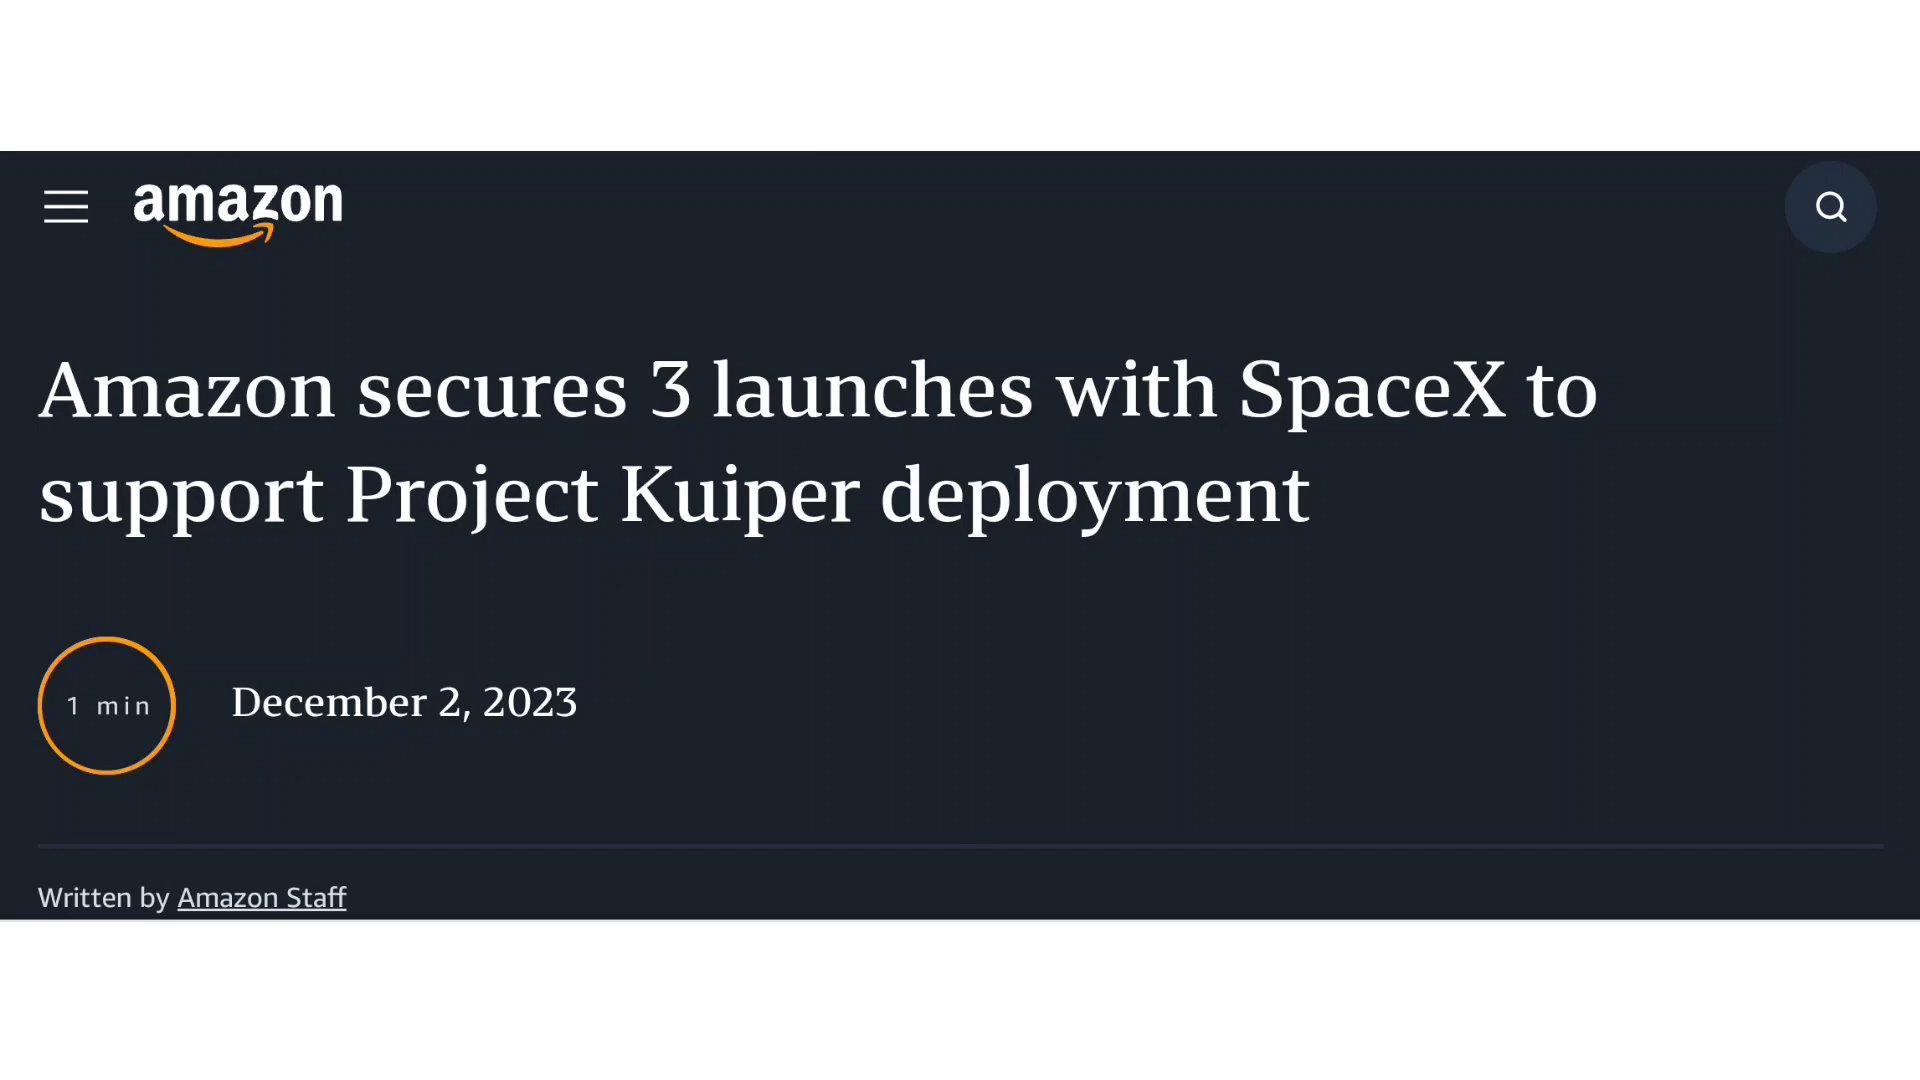 amazon
Amazon secures 3 launches with SpaceX to
support Project Kuiper deployment
1 min
December 2, 2023
Written by Amazon Staff